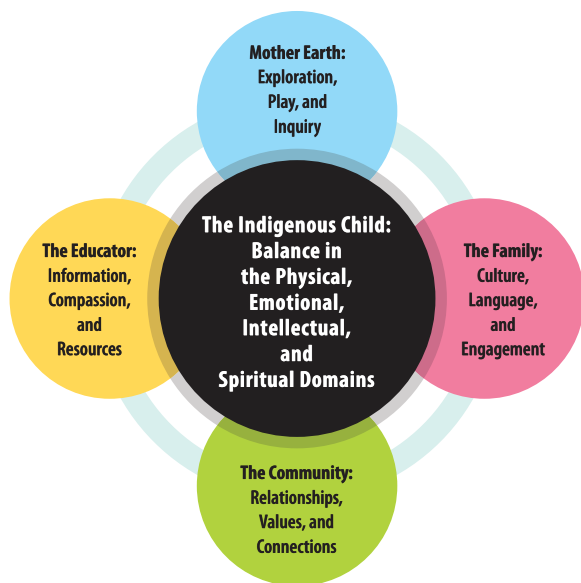 Mother Earth:
Exploration,
Play, and
Inquiry
The Educator:
Information,
Compassion,
and
Resources
The Indigenous Child:
Balance in
the Physical,
Emotional,
Intellectual,
and
Spiritual Domains
The Family:
Culture,
Language,
and
Engagement
The Community:
Relationships,
Values, and
Connections